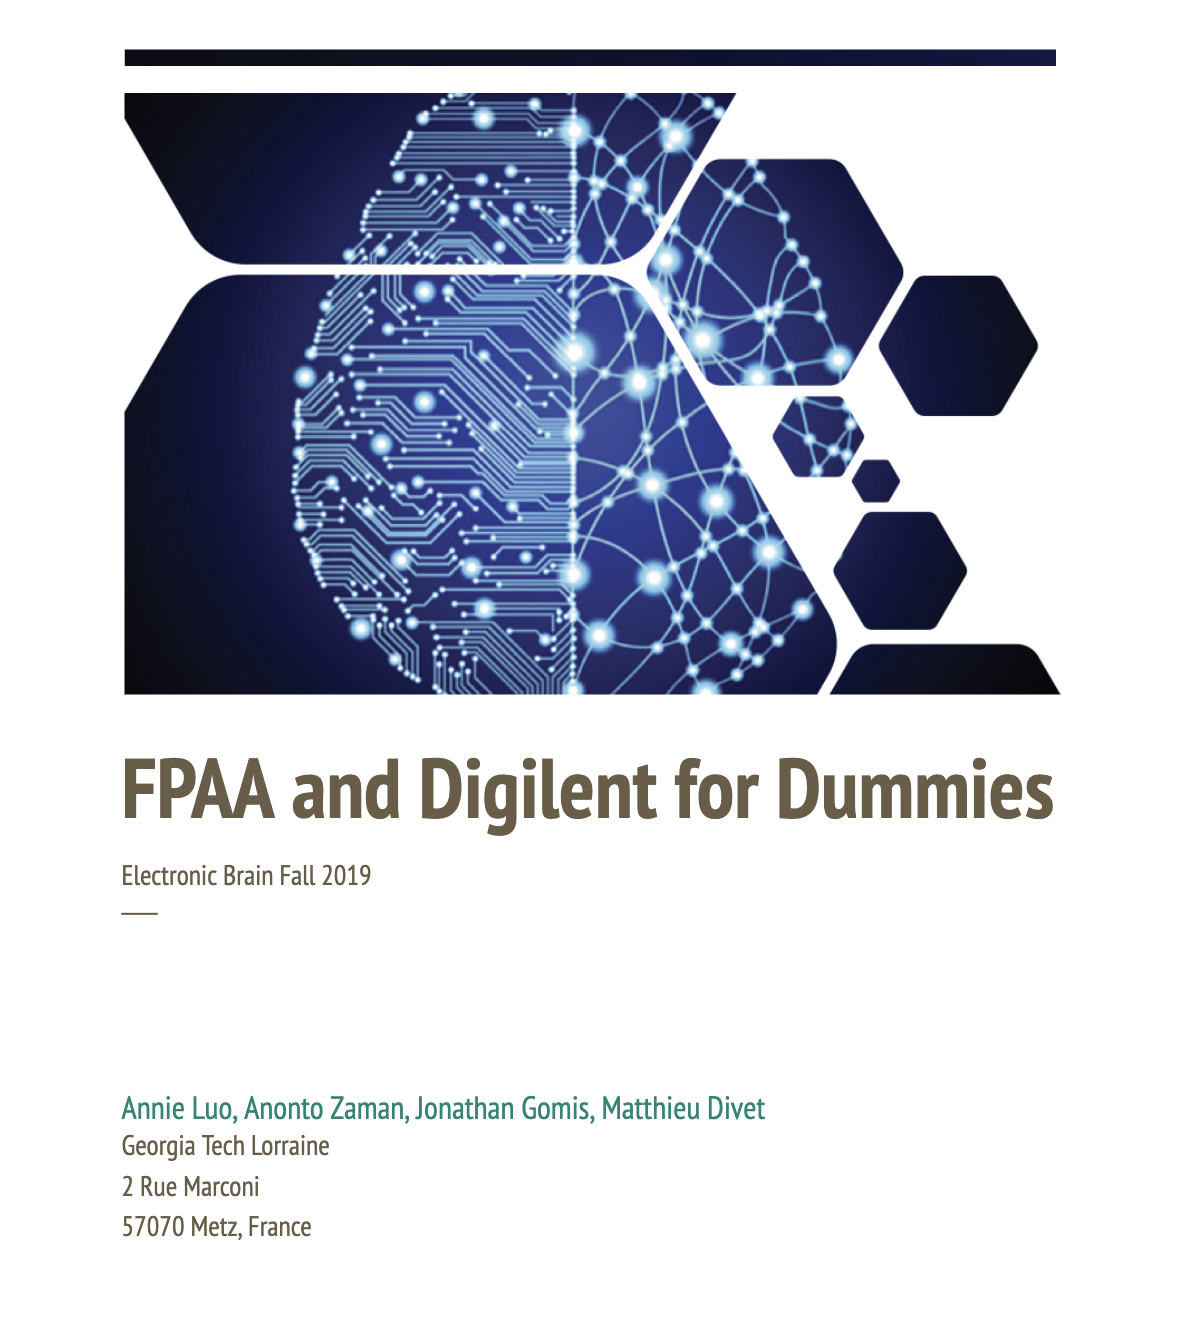 FPAA and Digilent for Dummies
Electronic Brain Fall 2019
Annie Luo, Anonto Zaman, Jonathan Gomis, Matthieu Divet
Georgia Tech Lorraine
2 Rue Marconi
57070 Metz, France